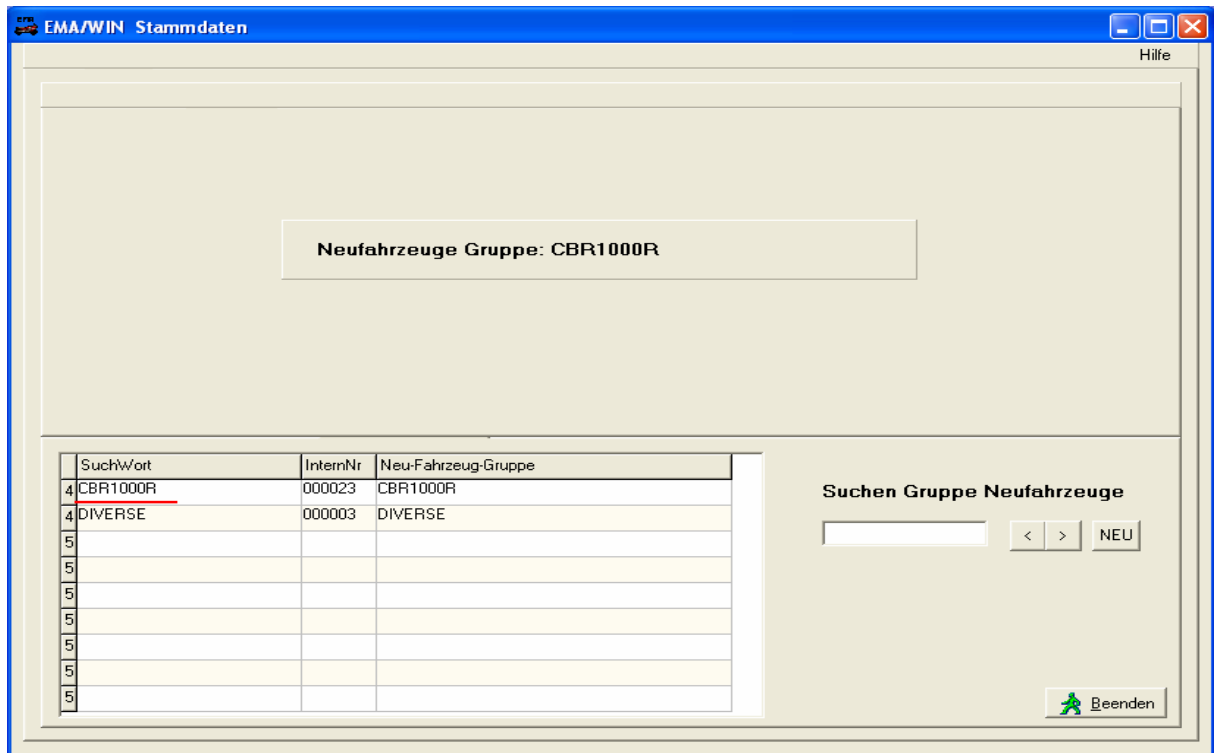 EMA/WIN Stammdaten
Hilfe
Neufahrzeuge Gruppe: CBR1000R
SuchWort InternNr Neu-Fahrzeug-Gruppe
4 CBR1000R 000023 CBR1000R
4 DIVERSE 000003 DIVERSE
5
5
5
5
5
5
5
Suchen Gruppe Neufahrzeuge
< > NEU
Beenden